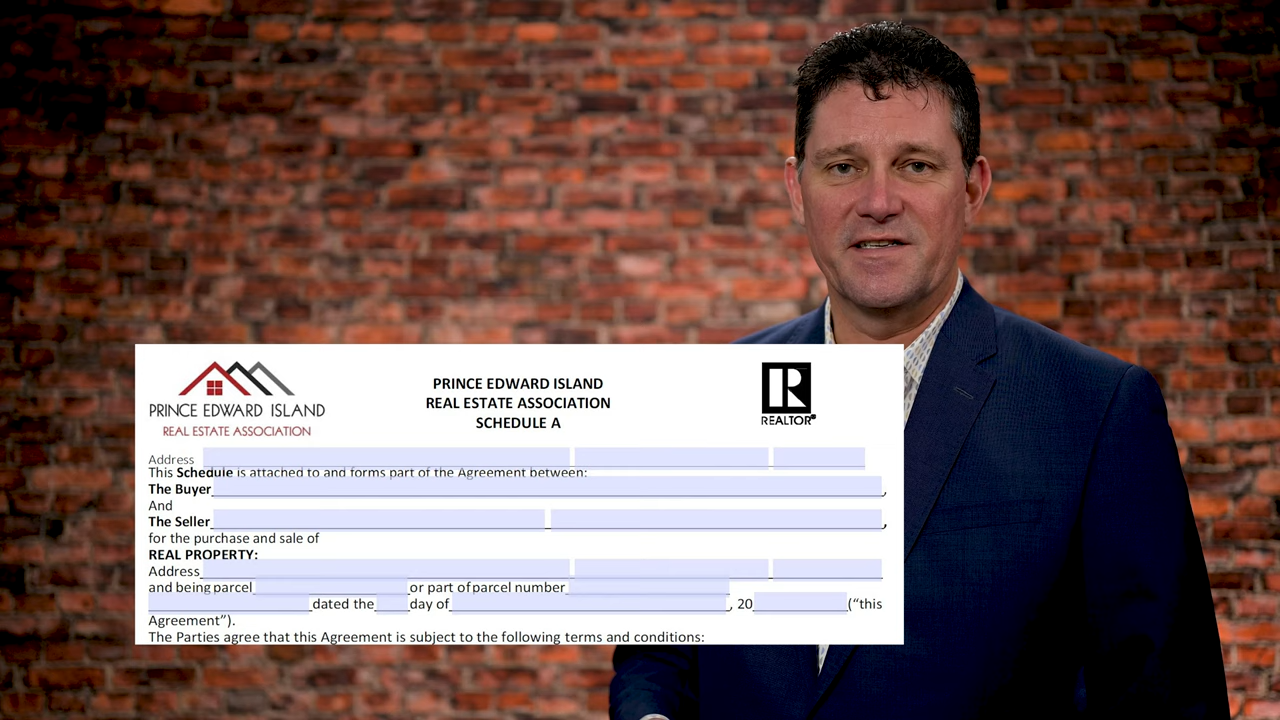 PRINCE EDWARD ISLAND
REAL ESTATE ASSOCIATION
PRINCE EDWARD ISLAND
REAL ESTATE ASSOCIATION
SCHEDULE A
R
REALTOR®
Address
This Schedule is attached to and forms part of the Agreement between:
The Buyer,
And
The Seller,
for the purchase and sale of
REAL PROPERTY:
Address
and being parcel or part of parcel number
dated the day of , 20 ("this
Agreement").
The Parties agree that this Agreement is subject to the following terms and conditions: